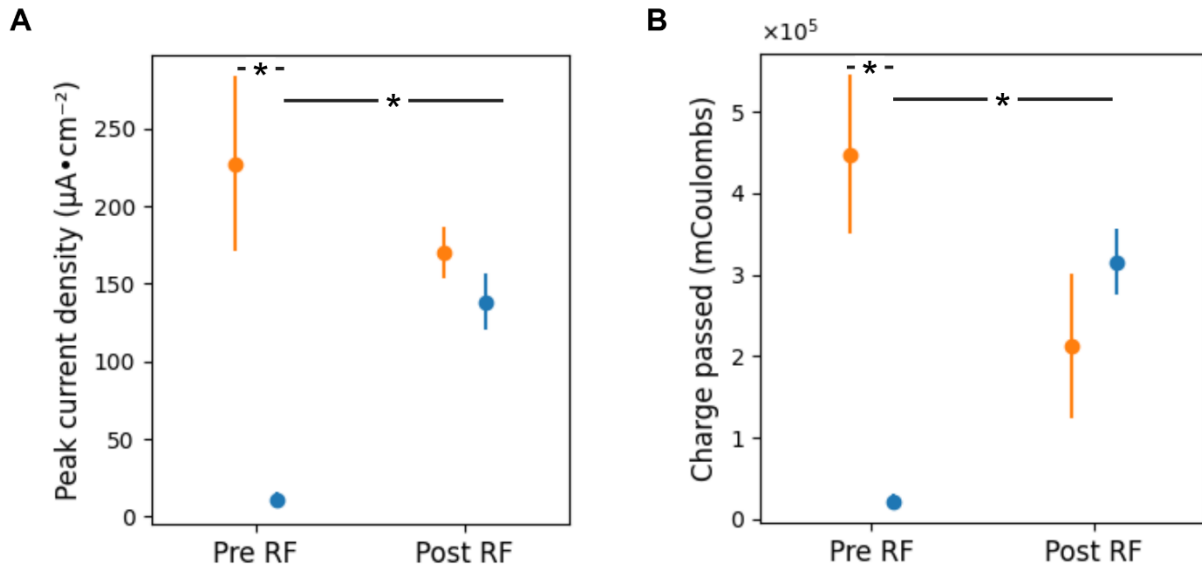 A
Peak current density (μA•cm⁻²)
250
200
150
100
50
0
*
*
Pre RF
Post RF
B
×10⁵
Charge passed (mCoulombs)
5
4
3
2
1
0
*
*
Pre RF
Post RF